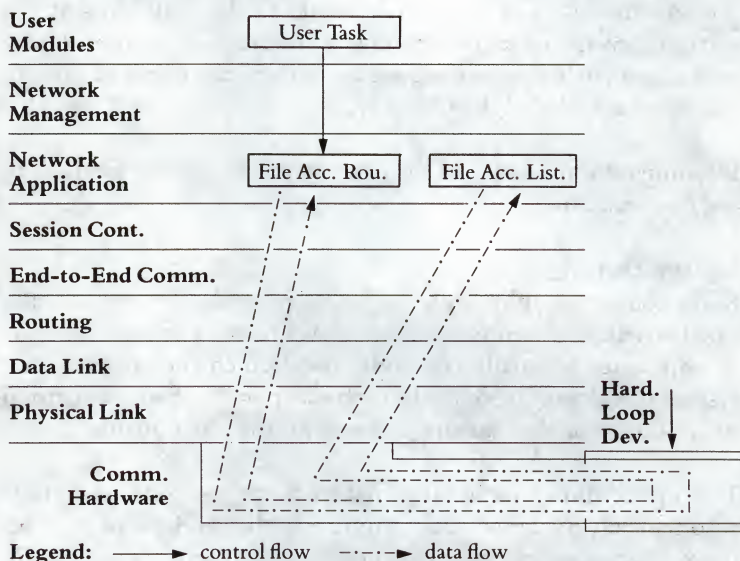 User
Modules
User Task
Network
Management
Network
Application
File Acc. Rou.
File Acc. List.
Session Cont.
End-to-End Comm.
Routing
Data Link
Physical Link
Hard.
Loop
Dev.
Comm.
Hardware
Legend: control flow data flow